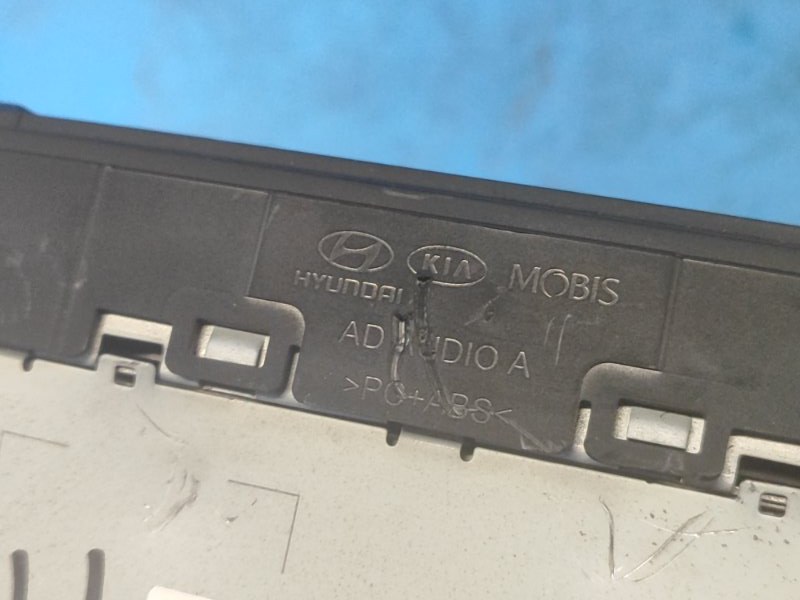 HYUNDAI KIA MOBIS
AD AUDIO A
>PC+ABS<